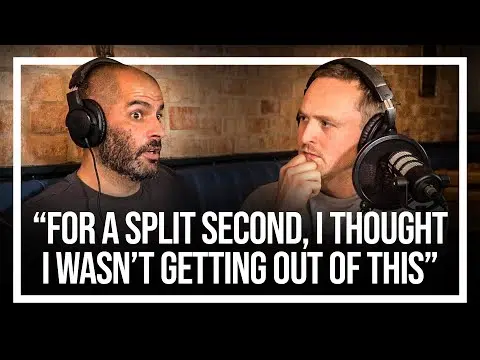 “FOR A SPLIT SECOND, I THOUGHT
I WASN’T GETTING OUT OF THIS”